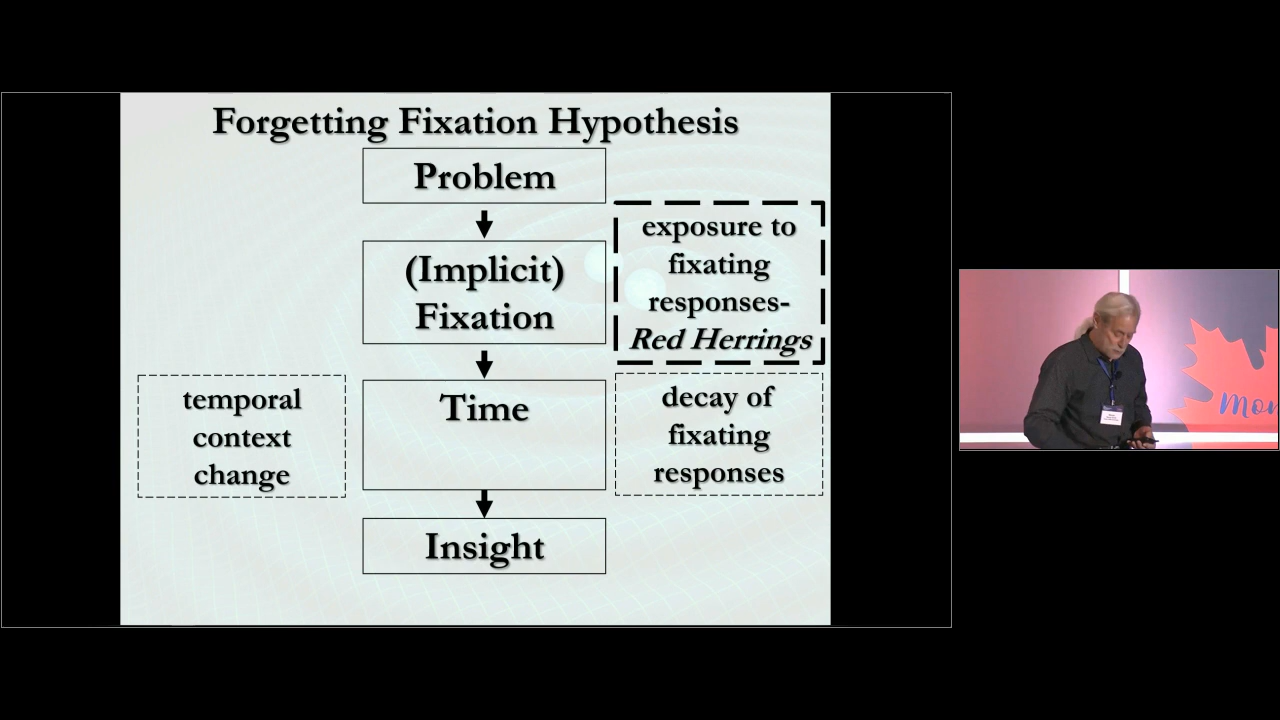 Forgetting Fixation Hypothesis
Problem
(Implicit)
Fixation
exposure to
fixating
responses-
Red Herrings
temporal
context
change
Time
decay of
fixating
responses
Insight